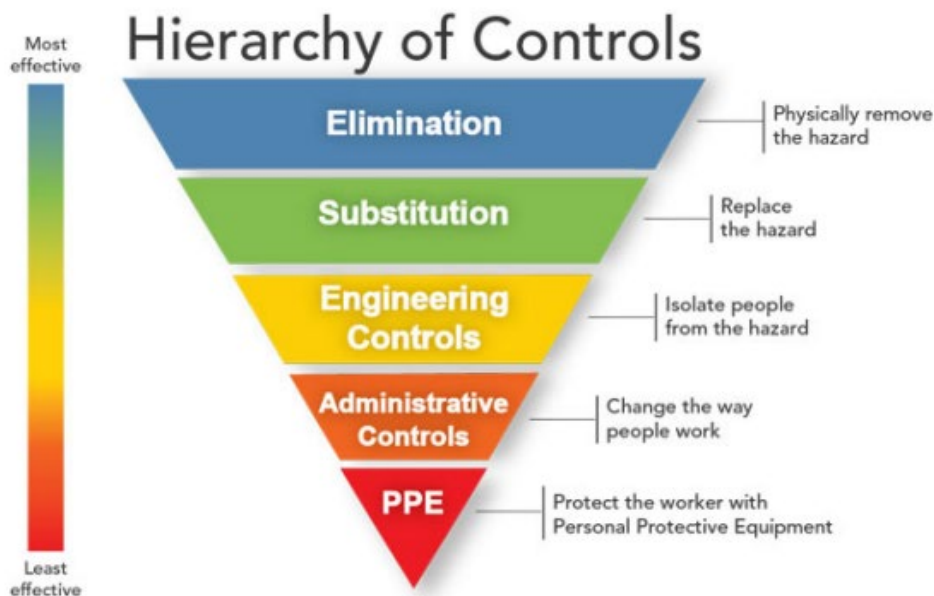 Hierarchy of Controls
Most
effective
Elimination
Physically remove
the hazard
Substitution
Replace
the hazard
Engineering
Controls
Isolate people
from the hazard
Administrative
Controls
Change the way
people work
PPE
Protect the worker with
Personal Protective Equipment
Least
effective